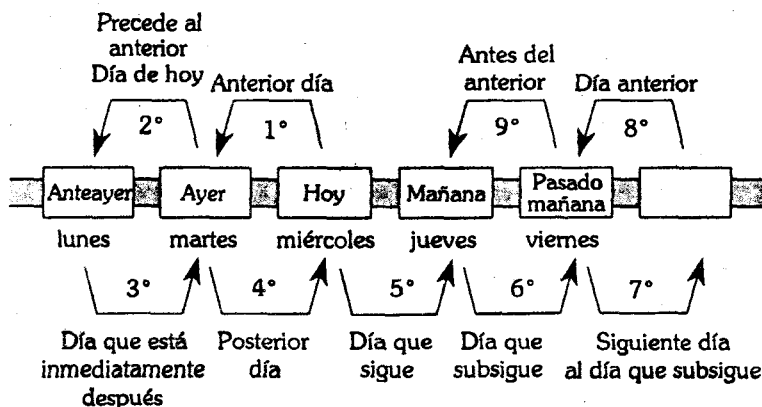 Precede al
anterior
Día de hoy
Anterior día
Antes del
anterior
Día anterior
2°
1°
9°
8°
Anteayer
Ayer
Hoy
Mañana
Pasado
mañana
lunes
martes
miércoles
jueves
viernes
3°
4°
5°
6°
7°
Día que está
inmediatamente
después
Posterior
día
Día que
sigue
Día que
subsigue
Siguiente día
al día que subsigue